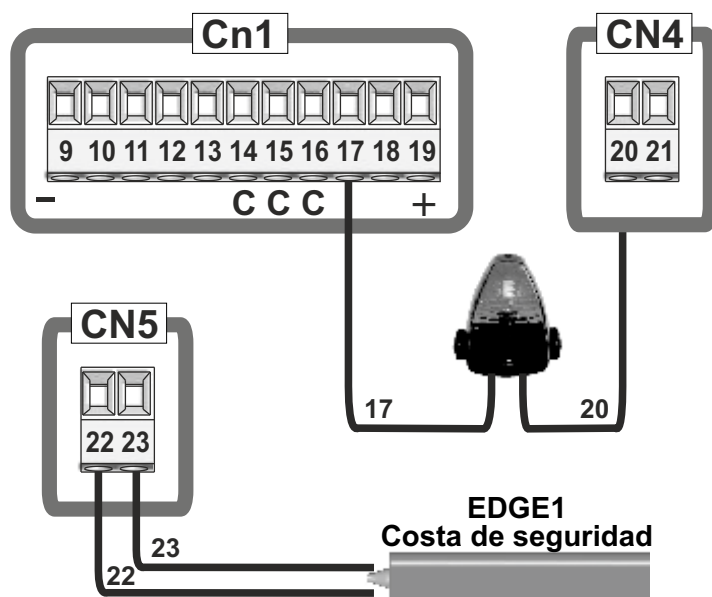 Cn1
9 10 11 12 13 14 15 16 17 18 19
- C C C +
CN4
20 21
E
17
20
CN5
22 23
23
22
EDGE1
Costa de seguridad